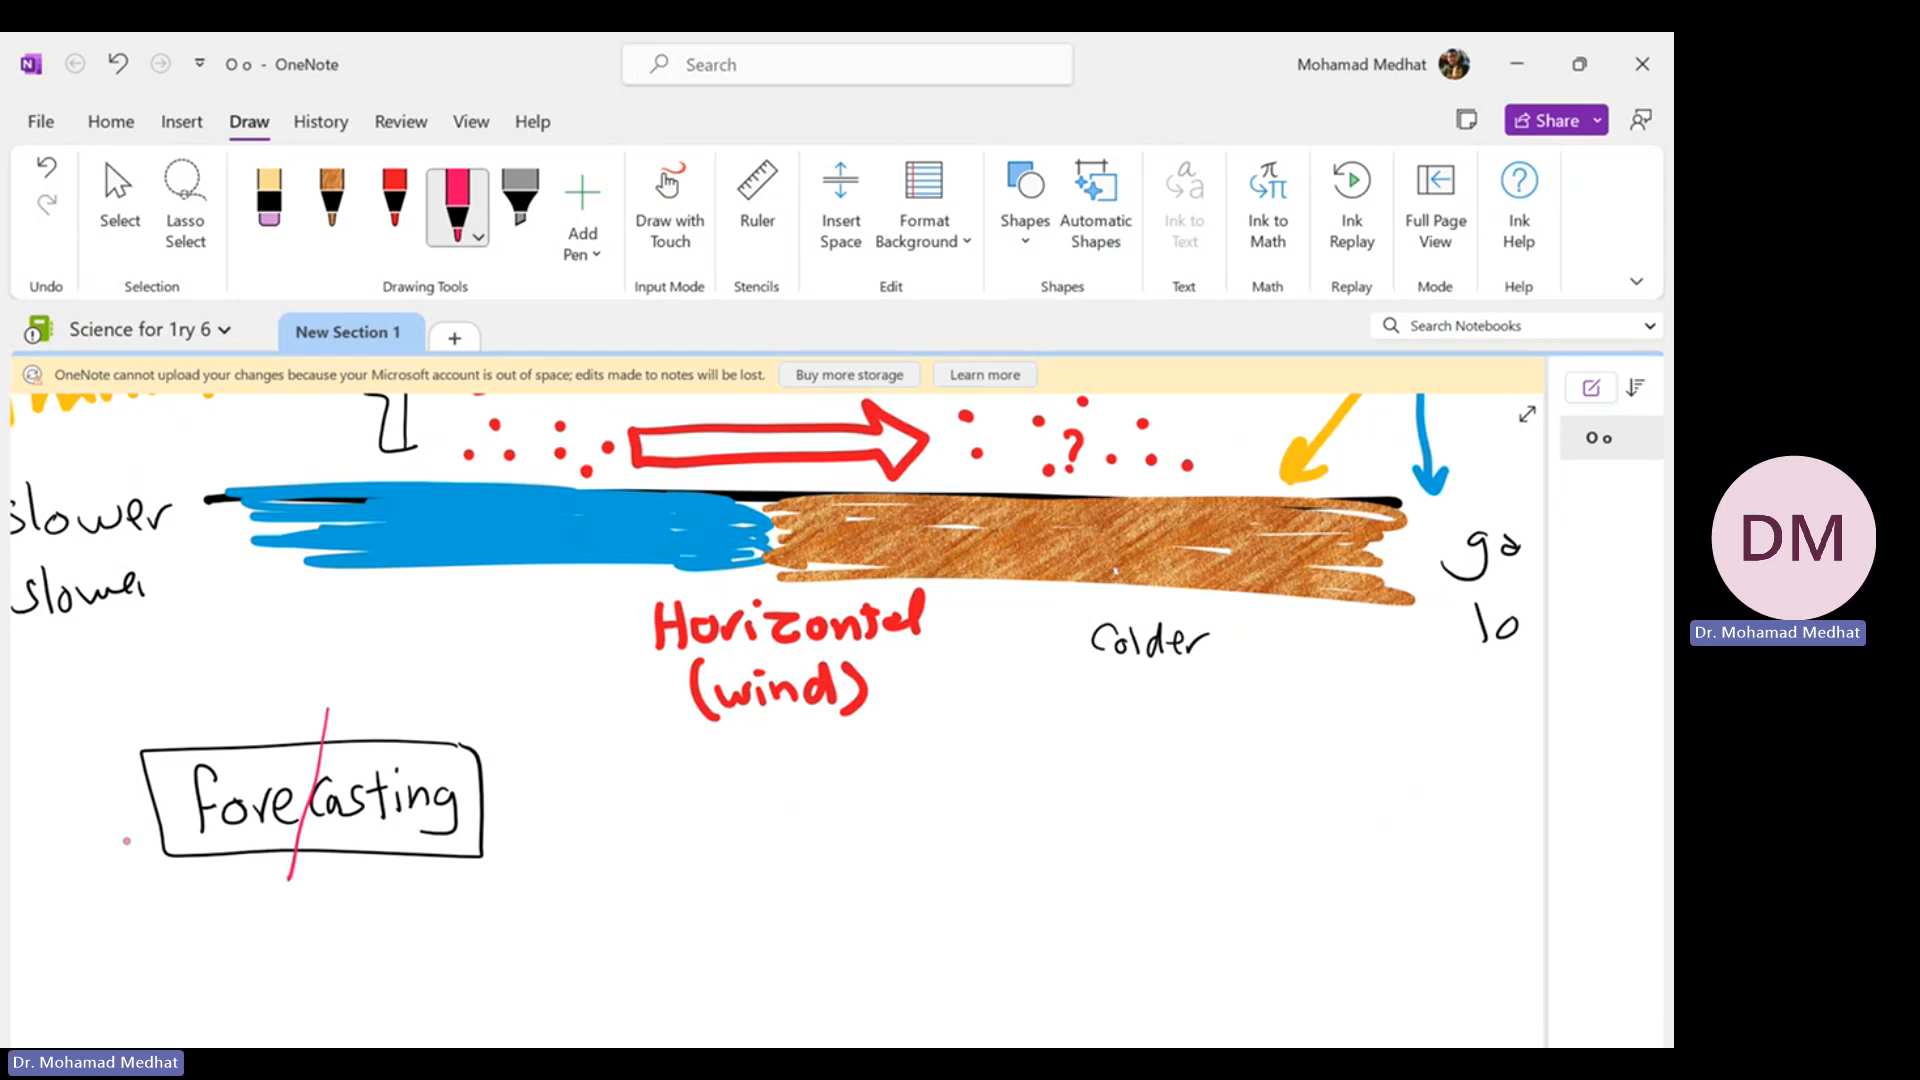 O o - OneNote
Search
Mohamad Medhat
File Home Insert Draw History Review View Help
Share
Select
Lasso Select
Add Pen
Draw with Touch
Ruler
Insert Space
Format Background
Shapes
Automatic Shapes
Ink to Text
Ink to Math
Ink Replay
Full Page View
Ink Help
Undo Selection Drawing Tools Input Mode Stencils Edit Shapes Text Math Replay Mode Help
Science for 1ry 6
New Section 1
Search Notebooks
OneNote cannot upload your changes because your Microsoft account is out of space; edits made to notes will be lost.
Buy more storage
Learn more
O o
?
slower
slower
ga
lo
Horizontal
(wind)
Colder
forecasting
DM
Dr. Mohamad Medhat
Dr. Mohamad Medhat